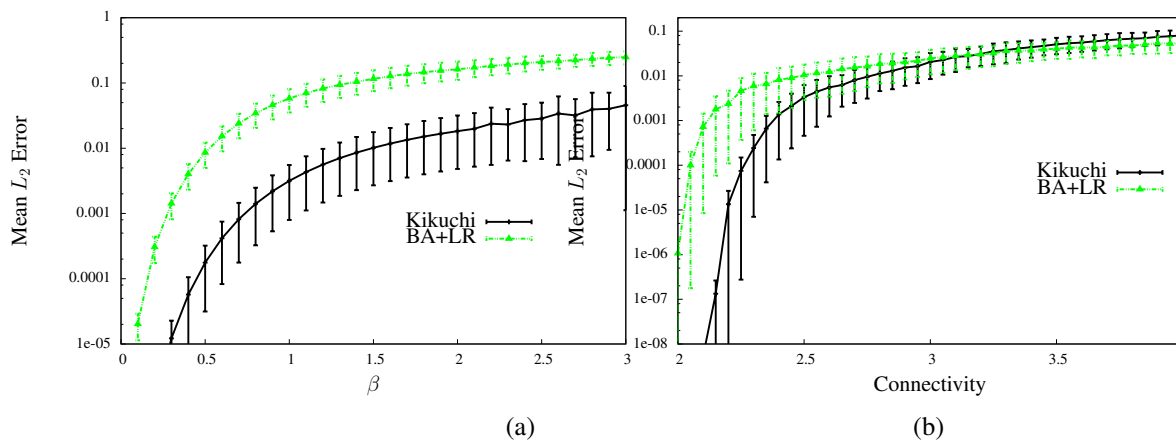 1
0.1
0.01
0.001
0.0001
1e-05
Mean L₂ Error
0 0.5 1 1.5 2 2.5 3
β
Kikuchi
BA+LR
(a)
0.1
0.01
0.001
0.0001
1e-05
1e-06
1e-07
1e-08
Mean L₂ Error
2 2.5 3 3.5
Connectivity
Kikuchi
BA+LR
(b)